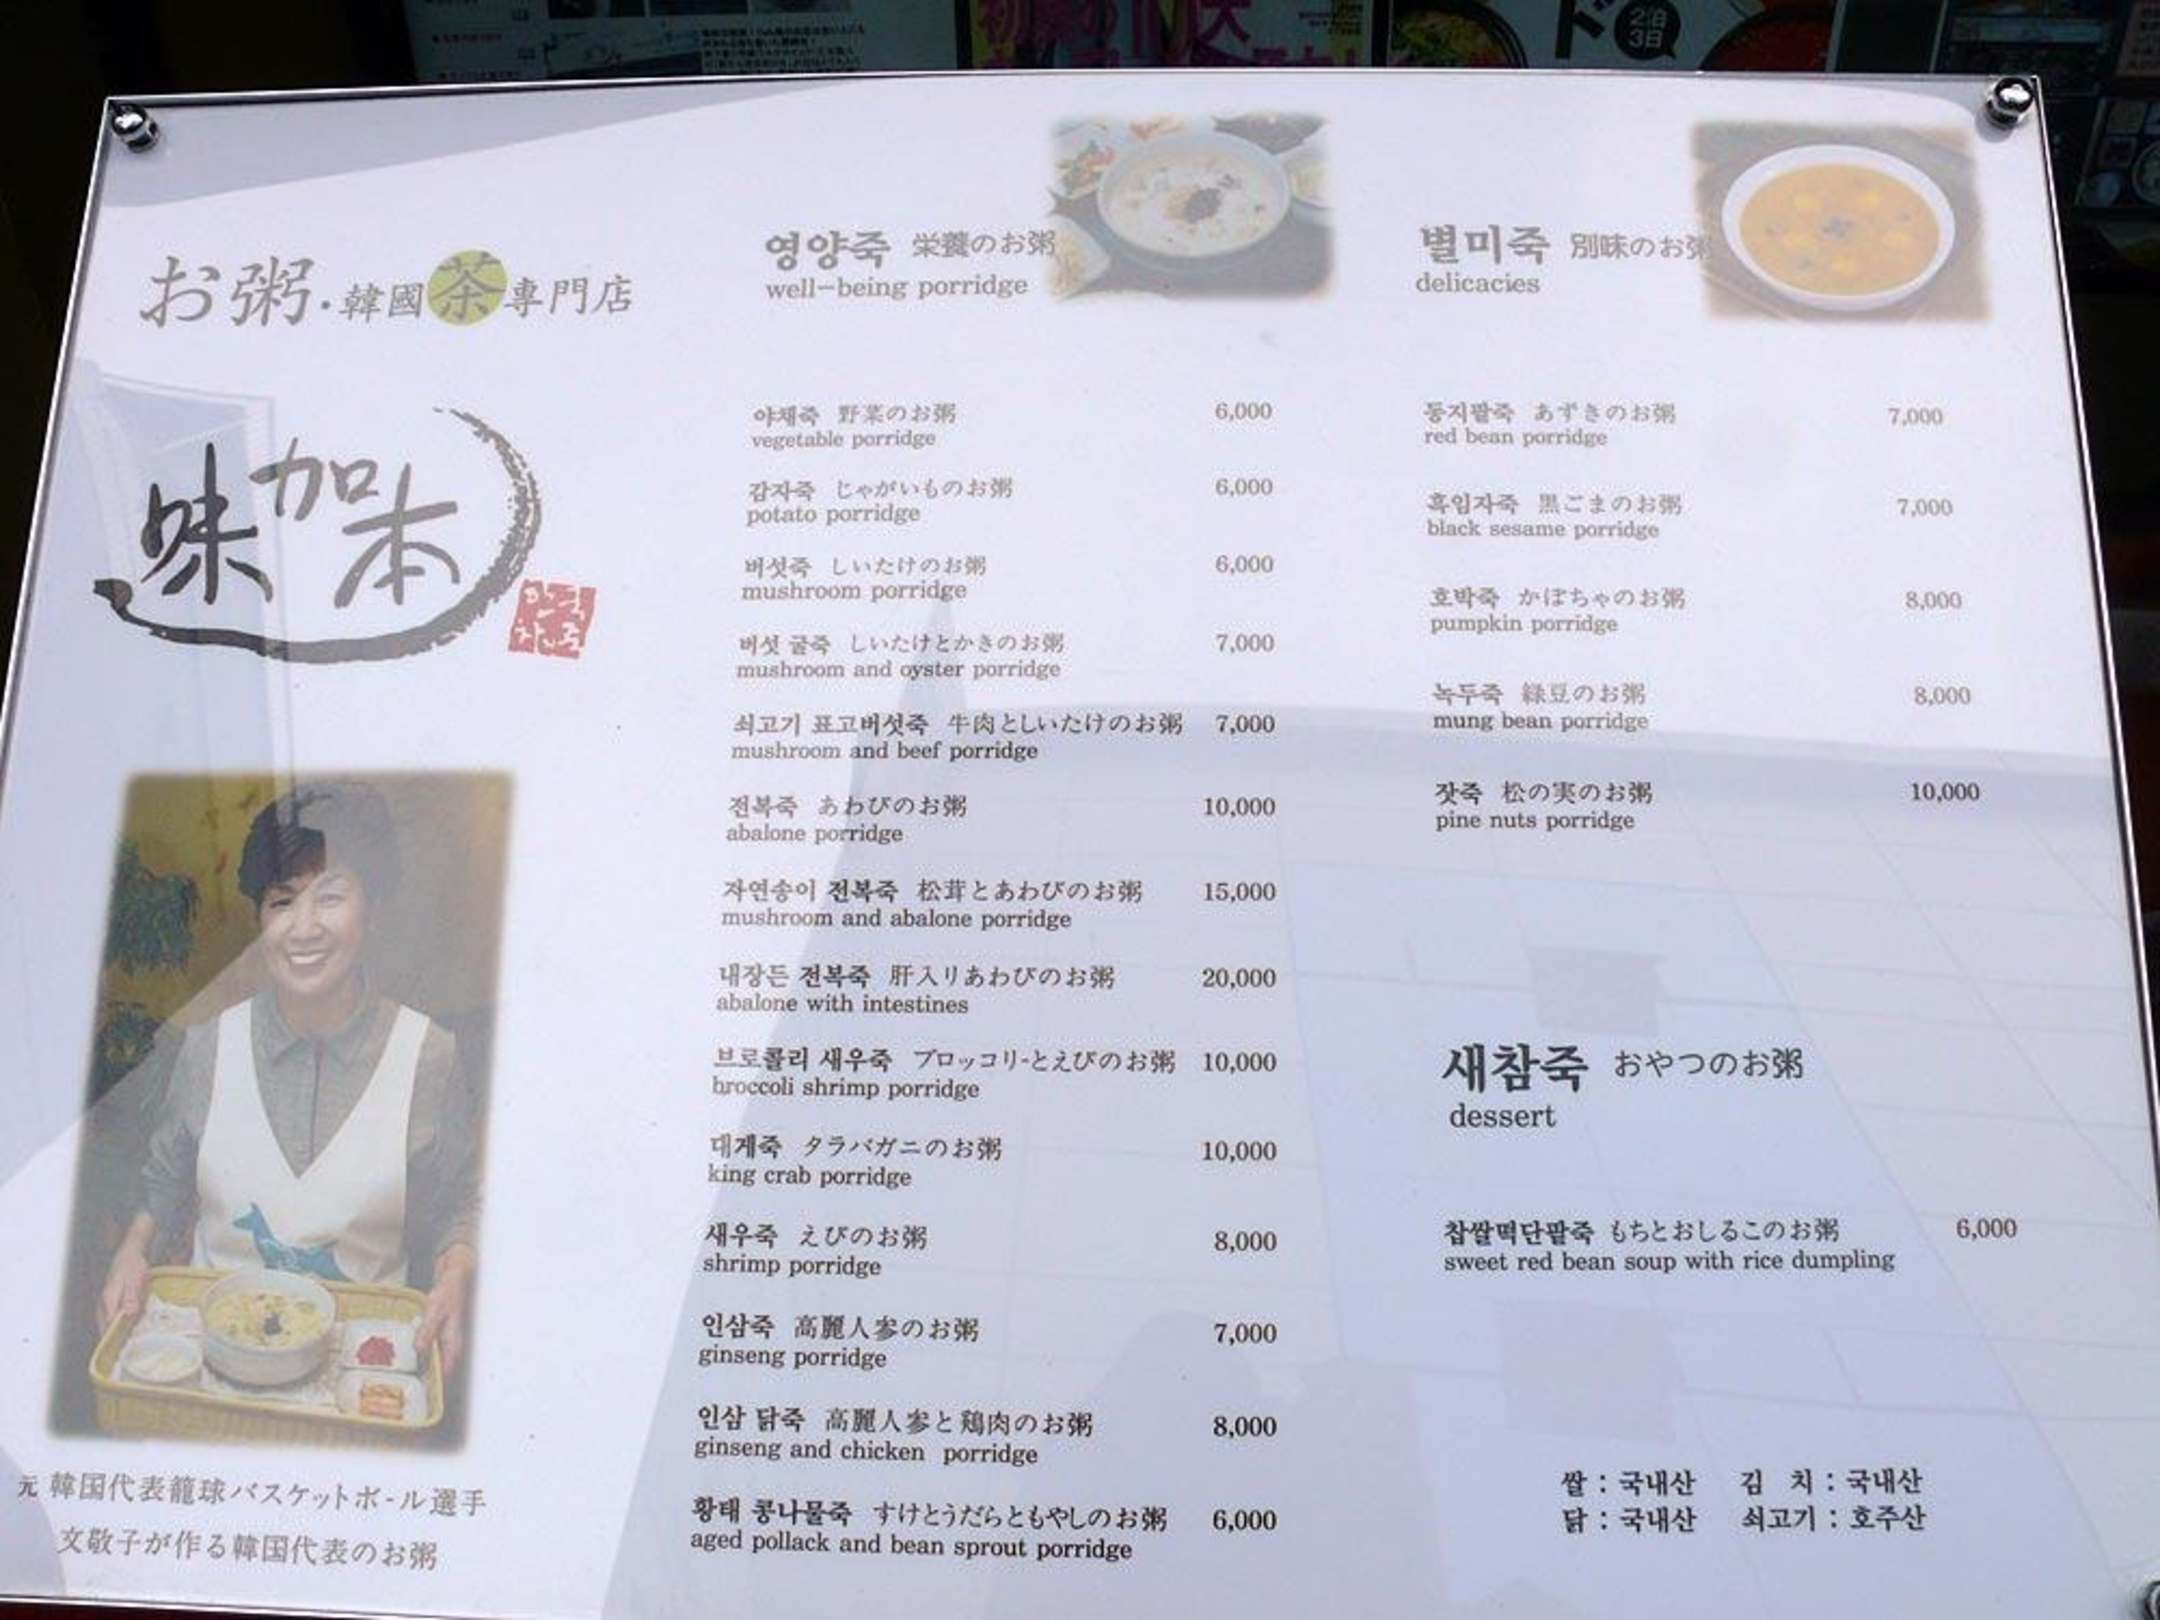 2泊
3日
お粥・韓國茶専門店
味加本
元 韓国代表籠球バスケットボール選手
文敬子が作る韓国代表のお粥
영양죽 栄養のお粥
well-being porridge
야채죽 野菜のお粥 6,000
vegetable porridge
감자죽 じゃがいものお粥 6,000
potato porridge
버섯죽 しいたけのお粥 6,000
mushroom porridge
버섯 굴죽 しいたけとかきのお粥 7,000
mushroom and oyster porridge
쇠고기 표고버섯죽 牛肉としいたけのお粥 7,000
mushroom and beef porridge
전복죽 あわびのお粥 10,000
abalone porridge
자연송이 전복죽 松茸とあわびのお粥 15,000
mushroom and abalone porridge
내장든 전복죽 肝入りあわびのお粥 20,000
abalone with intestines
브로콜리 새우죽 ブロッコリ-とえびのお粥 10,000
broccoli shrimp porridge
대게죽 タラバガニのお粥 10,000
king crab porridge
새우죽 えびのお粥 8,000
shrimp porridge
인삼죽 高麗人参のお粥 7,000
ginseng porridge
인삼 닭죽 高麗人参と鶏肉のお粥 8,000
ginseng and chicken porridge
황태 콩나물죽 すけとうだらともやしのお粥 6,000
aged pollack and bean sprout porridge
별미죽 別味のお粥
delicacies
동지팥죽 あずきのお粥 7,000
red bean porridge
흑임자죽 黒ごまのお粥 7,000
black sesame porridge
호박죽 かぼちゃのお粥 8,000
pumpkin porridge
녹두죽 緑豆のお粥 8,000
mung bean porridge
잣죽 松の実のお粥 10,000
pine nuts porridge
새참죽 おやつのお粥
dessert
찹쌀떡단팥죽 もちとおしるこのお粥 6,000
sweet red bean soup with rice dumpling
쌀 : 국내산 김 치 : 국내산
닭 : 국내산 쇠고기 : 호주산